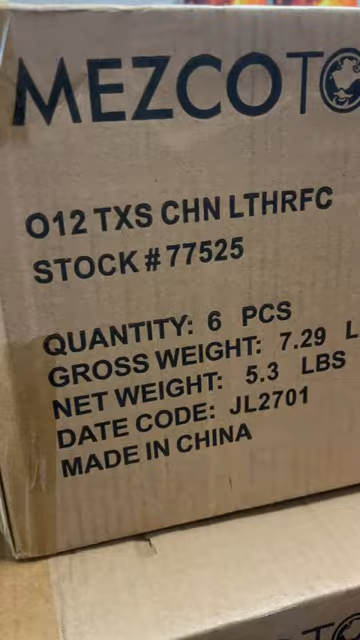 MEZCOTO
O12 TXS CHN LTHRFC
STOCK # 77525
QUANTITY: 6 PCS
GROSS WEIGHT: 7.29 L
NET WEIGHT: 5.3 LBS
DATE CODE: JL2701
MADE IN CHINA